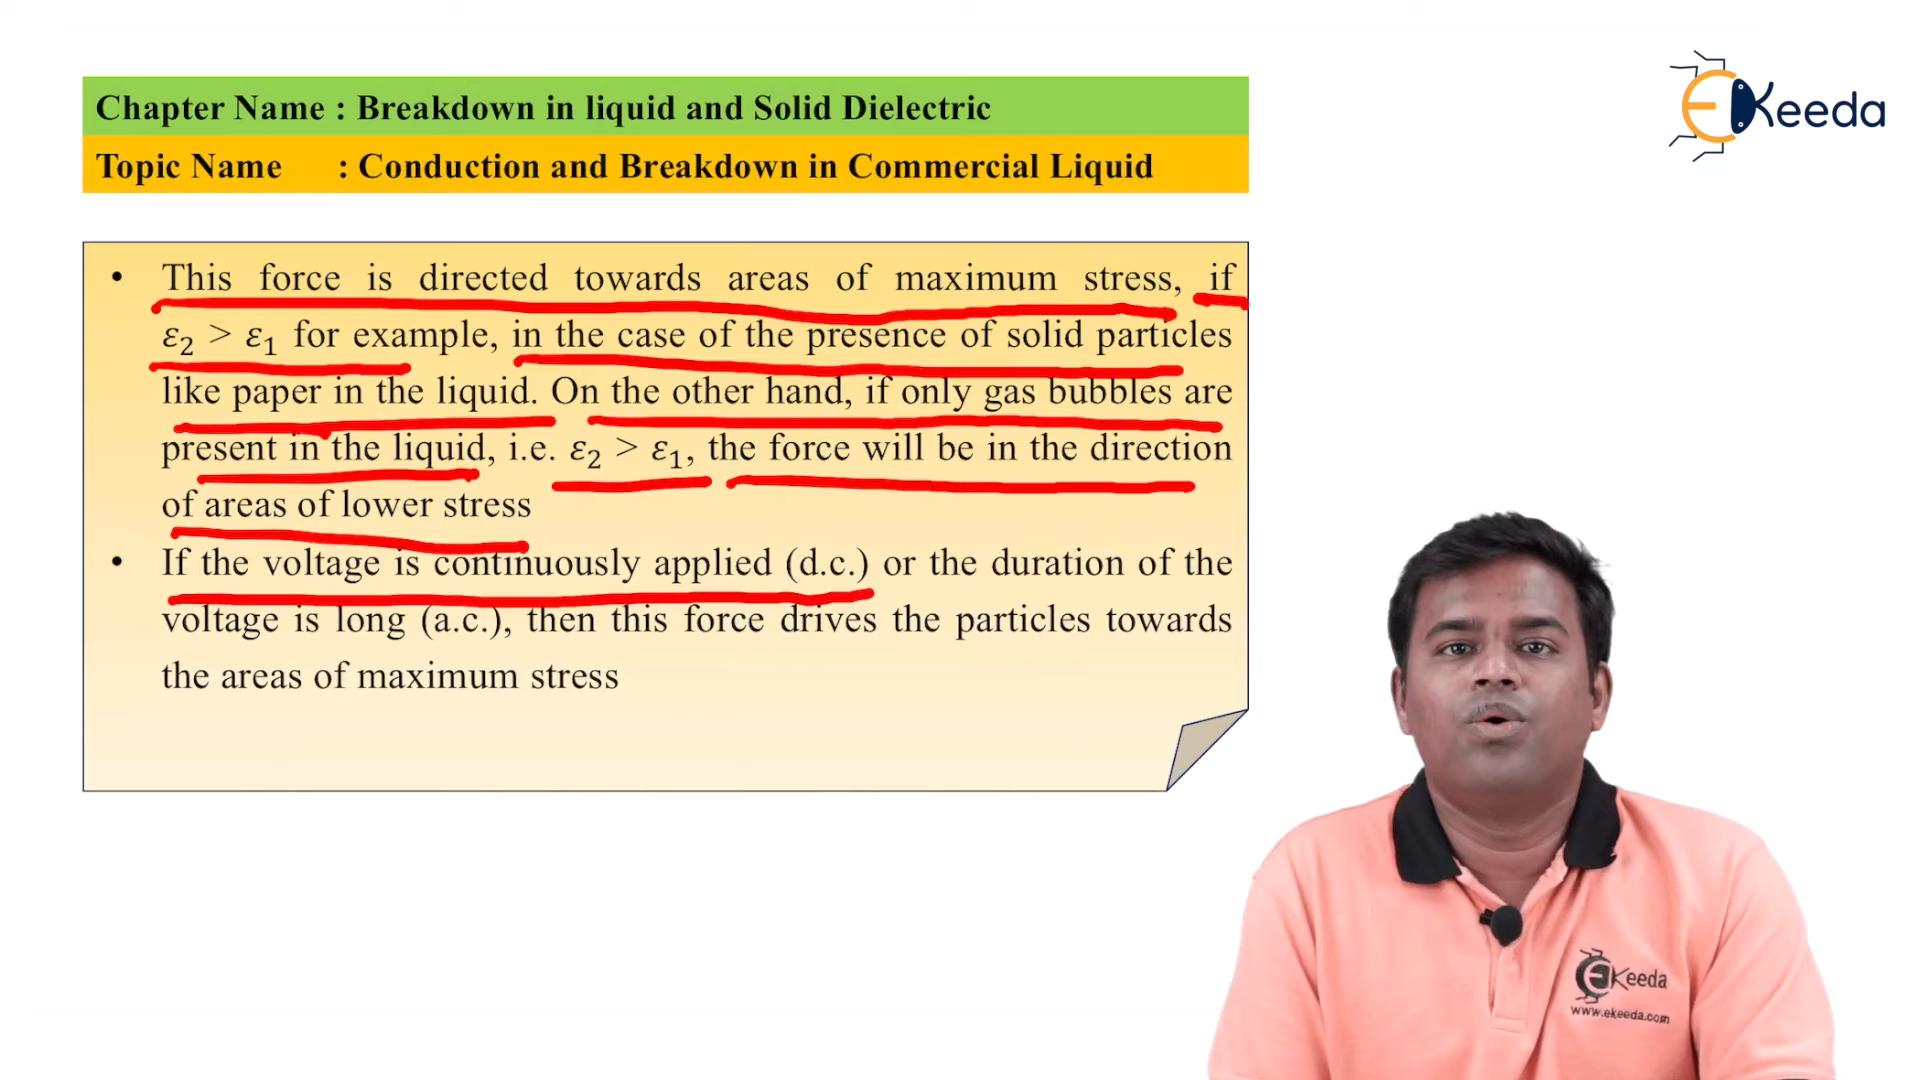 Chapter Name : Breakdown in liquid and Solid Dielectric
Topic Name : Conduction and Breakdown in Commercial Liquid
EKeeda
• This force is directed towards areas of maximum stress, if
ε₂ > ε₁ for example, in the case of the presence of solid particles
like paper in the liquid. On the other hand, if only gas bubbles are
present in the liquid, i.e. ε₂ > ε₁, the force will be in the direction
of areas of lower stress
• If the voltage is continuously applied (d.c.) or the duration of the
voltage is long (a.c.), then this force drives the particles towards
the areas of maximum stress
EKeeda
www.ekeeda.com